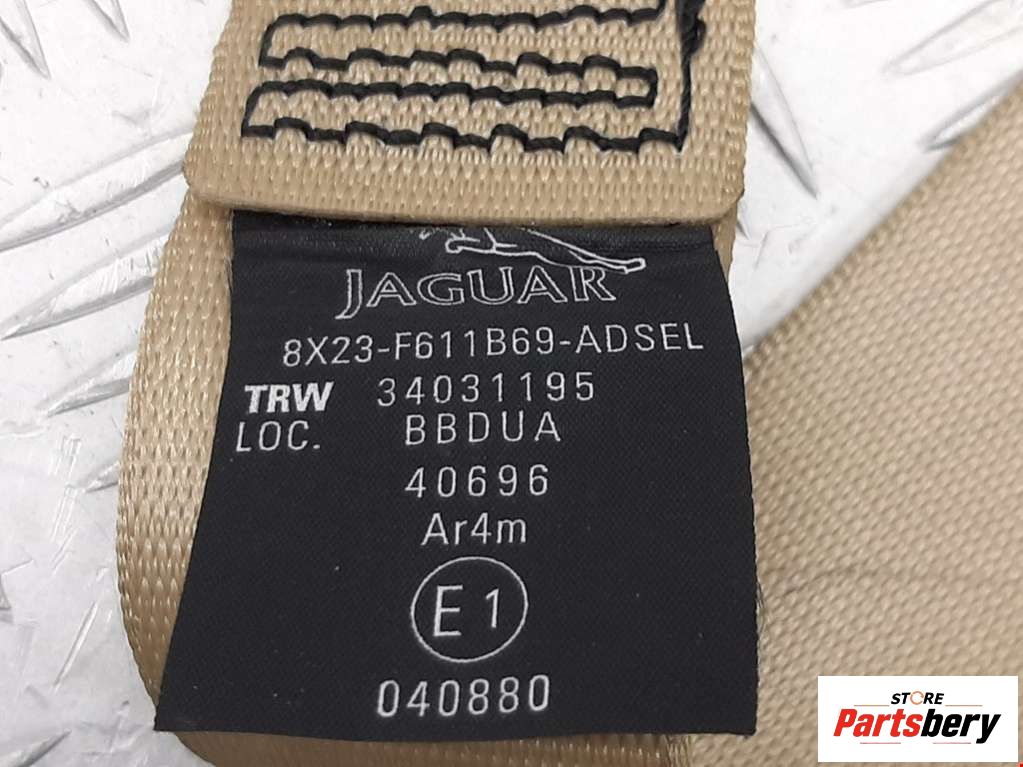 JAGUAR
8X23-F611B69-ADSEL
TRW 34031195
LOC. BBDUA
40696
Ar4m
E1
040880
STORE
Partsbery